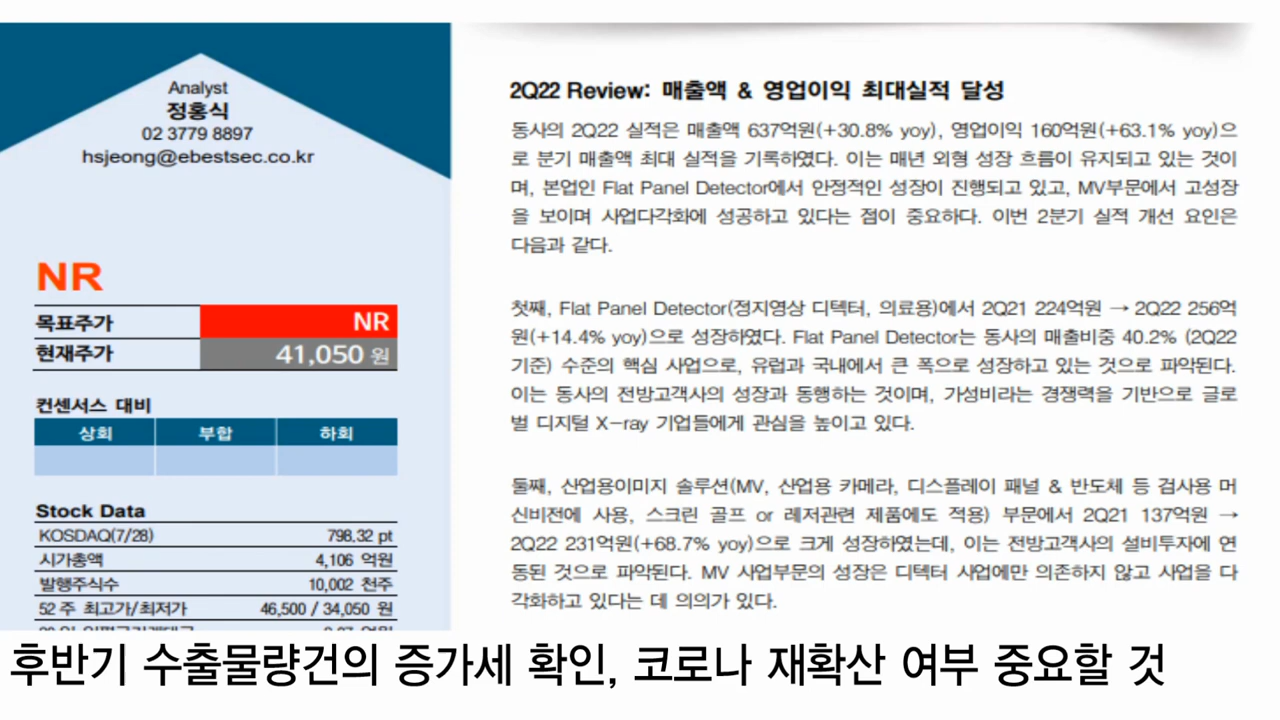 Analyst
정홍식
02 3779 8897
hsjeong@ebestsec.co.kr
NR
목표주가 NR
현재주가 41,050 원
컨센서스 대비
상회 부합 하회
Stock Data
KOSDAQ(7/28) 798.32 pt
시가총액 4,106 억원
발행주식수 10,002 천주
52 주 최고가/최저가 46,500 / 34,050 원
2Q22 Review: 매출액 & 영업이익 최대실적 달성
동사의 2Q22 실적은 매출액 637억원(+30.8% yoy), 영업이익 160억원(+63.1% yoy)으
로 분기 매출액 최대 실적을 기록하였다. 이는 매년 외형 성장 흐름이 유지되고 있는 것이
며, 본업인 Flat Panel Detector에서 안정적인 성장이 진행되고 있고, MV부문에서 고성장
을 보이며 사업다각화에 성공하고 있다는 점이 중요하다. 이번 2분기 실적 개선 요인은
다음과 같다.
첫째, Flat Panel Detector(정지영상 디텍터, 의료용)에서 2Q21 224억원 → 2Q22 256억
원(+14.4% yoy)으로 성장하였다. Flat Panel Detector는 동사의 매출비중 40.2% (2Q22
기준) 수준의 핵심 사업으로, 유럽과 국내에서 큰 폭으로 성장하고 있는 것으로 파악된다.
이는 동사의 전방고객사의 성장과 동행하는 것이며, 가성비라는 경쟁력을 기반으로 글로
벌 디지털 X-ray 기업들에게 관심을 높이고 있다.
둘째, 산업용이미지 솔루션(MV, 산업용 카메라, 디스플레이 패널 & 반도체 등 검사용 머
신비전에 사용, 스크린 골프 or 레저관련 제품에도 적용) 부문에서 2Q21 137억원 →
2Q22 231억원(+68.7% yoy)으로 크게 성장하였는데, 이는 전방고객사의 설비투자에 연
동된 것으로 파악된다. MV 사업부문의 성장은 디텍터 사업에만 의존하지 않고 사업을 다
각화하고 있다는 데 의의가 있다.
후반기 수출물량건의 증가세 확인, 코로나 재확산 여부 중요할 것